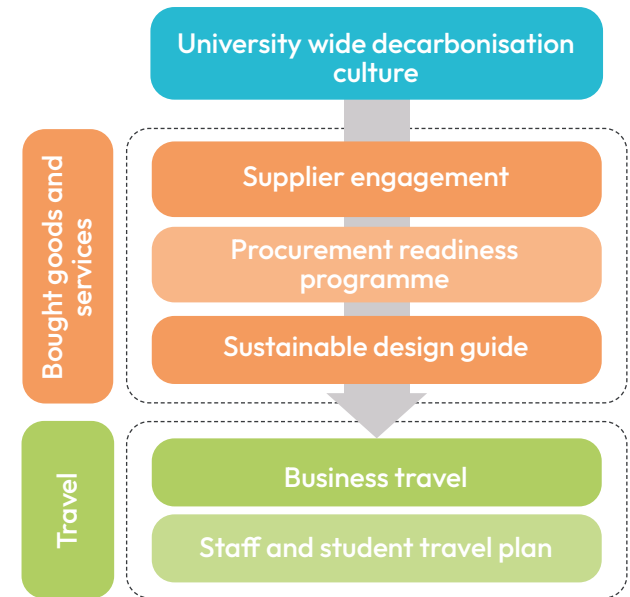 University wide decarbonisation
culture
Bought goods and
services
Supplier engagement
Procurement readiness
programme
Sustainable design guide
Travel
Business travel
Staff and student travel plan